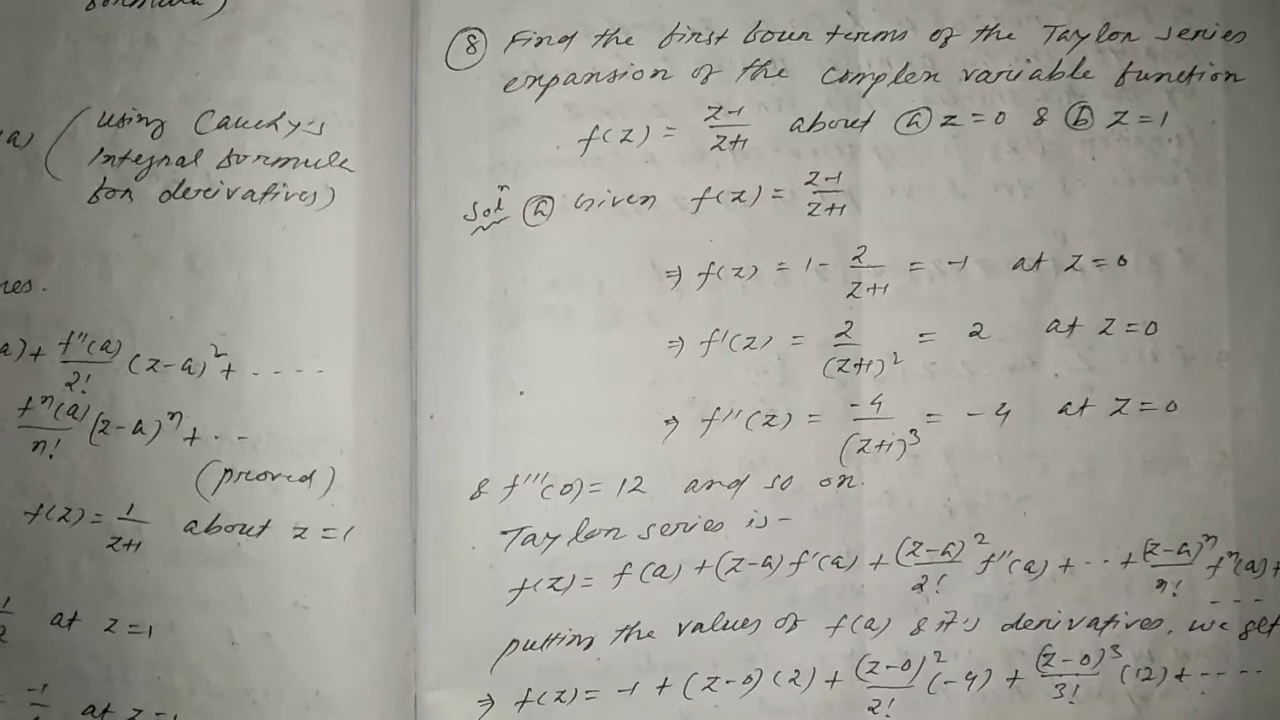 a) (using Cauchy's
Integral formula
for derivatives)
res.
a) + f''(a)/2! (z-a)² + ....
fⁿ(a)/n! (z-a)ⁿ + ..
(proved)
f(z) = 1/z+1 about z=1
1/2 at z=1
⑧ Find the first four terms of the Taylor series
expansion of the complex variable function
f(z) = z-1/z+1 about ⓐ z=0 & ⓑ z=1
Solⁿ ⓐ Given f(z) = z-1/z+1
⇒ f(z) = 1 - 2/z+1 = -1 at z=0
⇒ f'(z) = 2/(z+1)² = 2 at z=0
⇒ f''(z) = -4/(z+1)³ = -4 at z=0
& f'''(0) = 12 and so on.
Taylor series is -
f(z) = f(a) + (z-a) f'(a) + (z-a)²/2! f''(a) + ... + (z-a)ⁿ/n! fⁿ(a) + ----
putting the values of f(a) & it's derivatives, we get
⇒ f(z) = -1 + (z-0) (2) + (z-0)²/2! (-4) + (z-0)³/3! (12) + -----